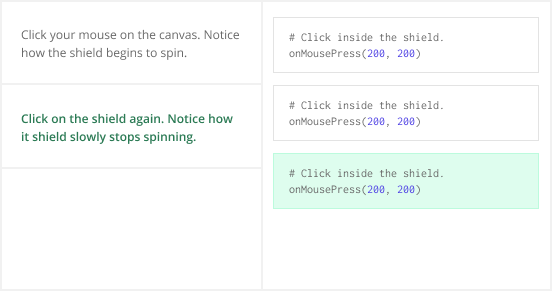 Click your mouse on the canvas. Notice
how the shield begins to spin.
Click on the shield again. Notice how
it shield slowly stops spinning.
# Click inside the shield.
onMousePress(200, 200)
# Click inside the shield.
onMousePress(200, 200)
# Click inside the shield.
onMousePress(200, 200)